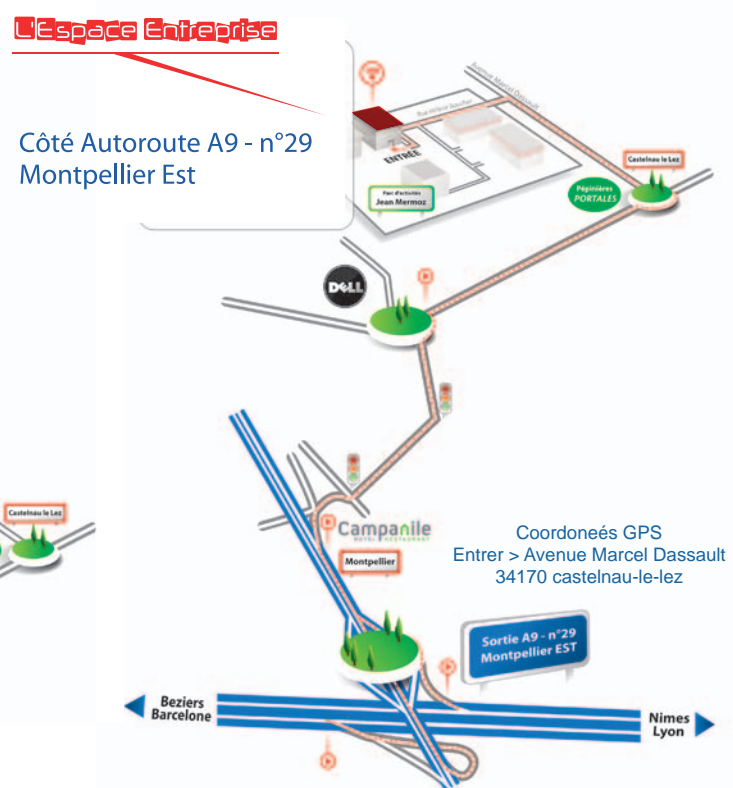 L'Espace Entreprise
Côté Autoroute A9 - n°29
Montpellier Est
Avenue Marcel Dassault
ENTRÉE
Parc d'activités
Jean Mermoz
Castelnau le Lez
Pépinières
PORTALES
DELL
Castelnau le Lez
Campanile
HOTEL RESTAURANT
Montpellier
Coordoneés GPS
Entrer > Avenue Marcel Dassault
34170 castelnau-le-lez
Sortie A9 - n°29
Montpellier EST
Beziers
Barcelone
Nimes
Lyon